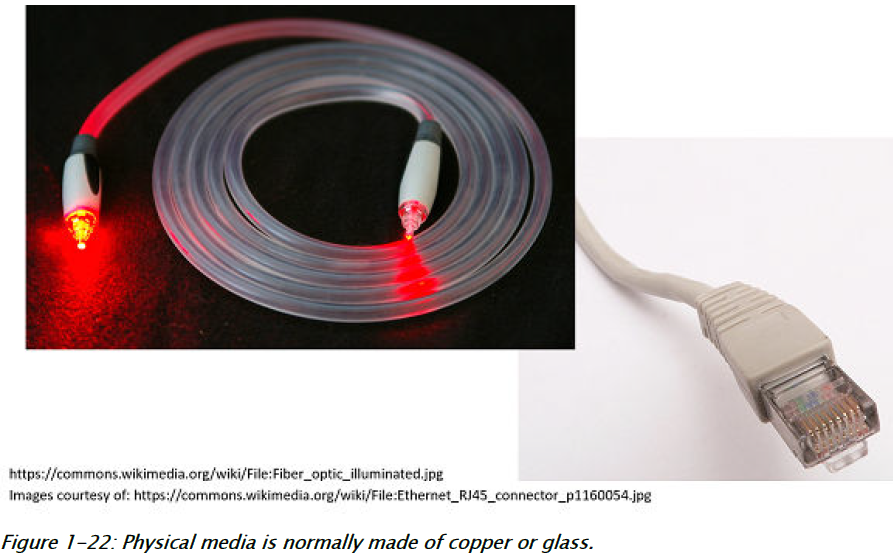 https://commons.wikimedia.org/wiki/File:Fiber_optic_illuminated.jpg
Images courtesy of: https://commons.wikimedia.org/wiki/File:Ethernet_RJ45_connector_p1160054.jpg
Figure 1-22: Physical media is normally made of copper or glass.